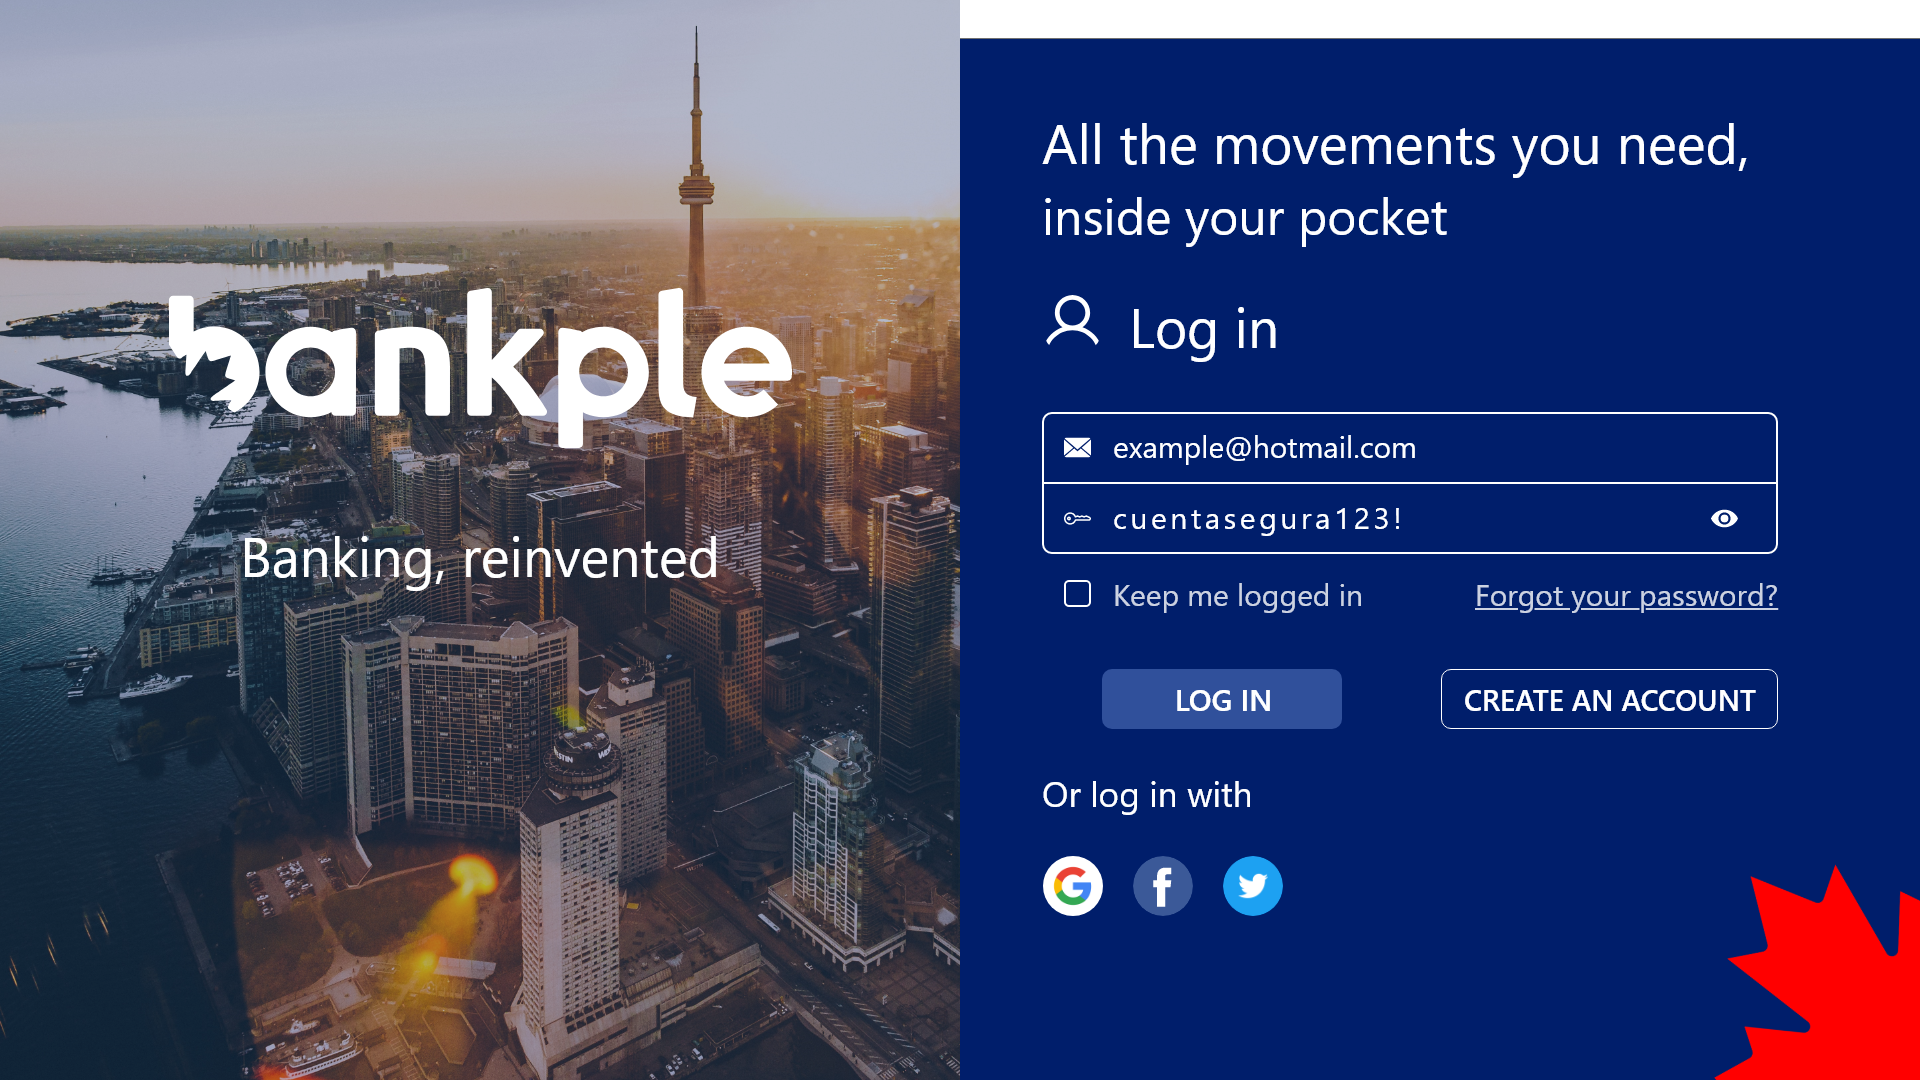 bankple
Banking, reinvented
All the movements you need,
inside your pocket
Log in
example@hotmail.com
cuentasegura123!
Keep me logged in
Forgot your password?
LOG IN
CREATE AN ACCOUNT
Or log in with